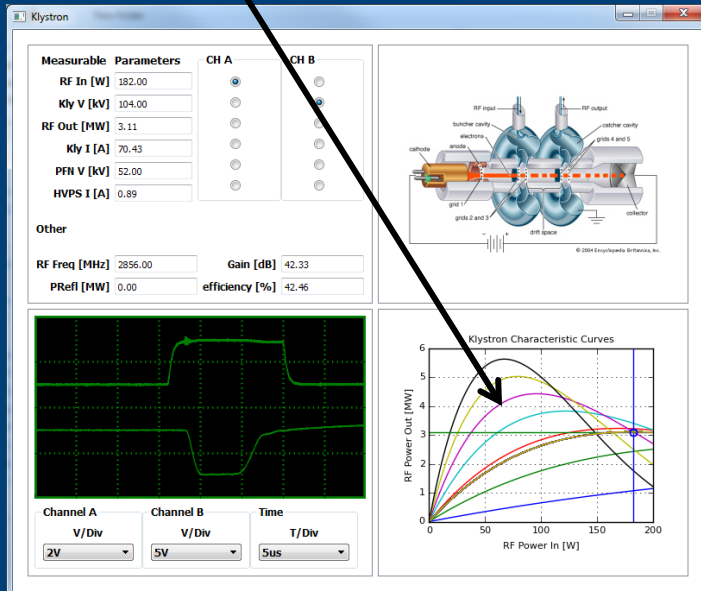 Klystron
Measurable Parameters CH A CH B
RF In [W] 182.00
Kly V [kV] 104.00
RF Out [MW] 3.11
Kly I [A] 70.43
PFN V [kV] 52.00
HVPS I [A] 0.89
Other
RF Freq [MHz] 2856.00 Gain [dB] 42.33
PRefl [MW] 0.00 efficiency [%] 42.46
RF input
RF output
buncher cavity
catcher cavity
electrons
grids 4 and 5
anode
cathode
grid 1
grids 2 and 3
collector
drift space
© 2004 Encyclopædia Britannica, Inc.
Channel A
V/Div
2V
Channel B
V/Div
5V
Time
T/Div
5us
Klystron Characteristic Curves
RF Power Out [MW]
6
5
4
3
2
1
0
0 50 100 150 200
RF Power In [W]